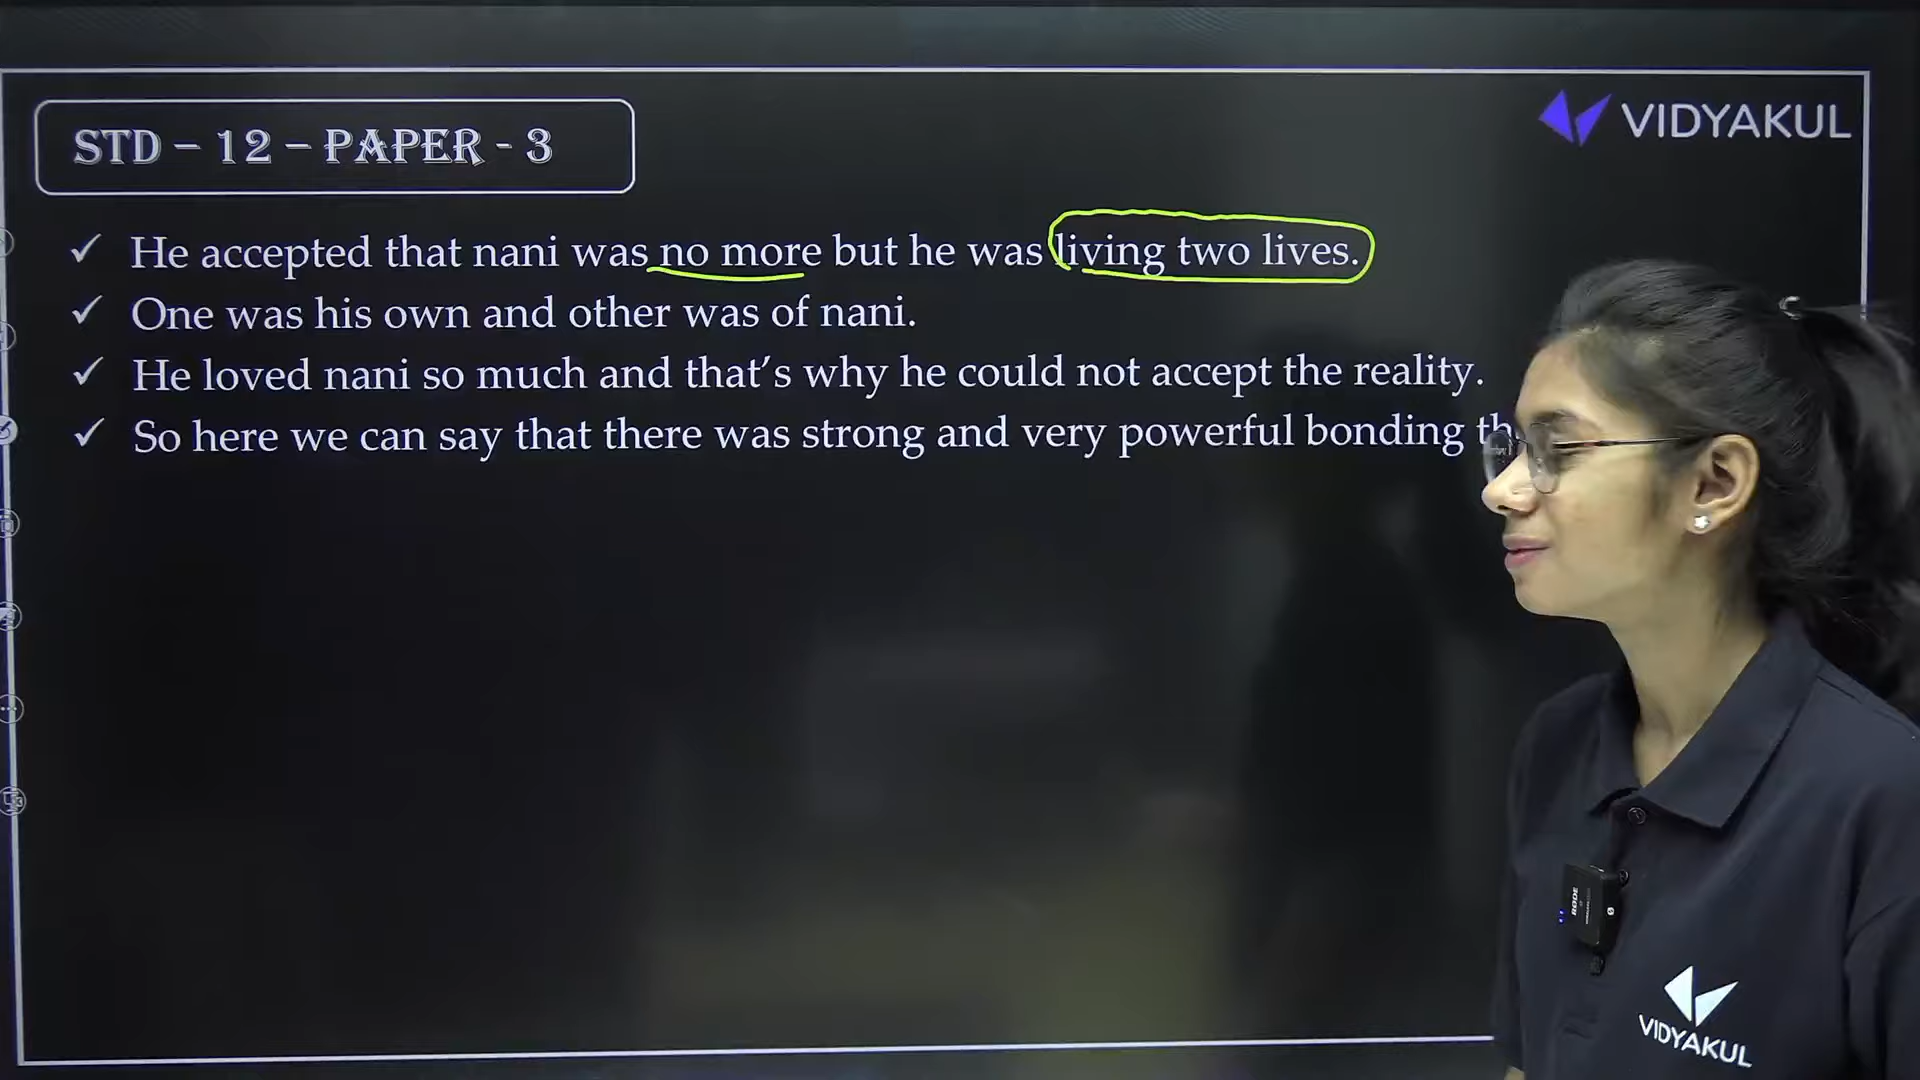 STD – 12 – PAPER - 3
VIDYAKUL
✓ He accepted that nani was no more but he was living two lives.
✓ One was his own and other was of nani.
✓ He loved nani so much and that's why he could not accept the reality.
✓ So here we can say that there was strong and very powerful bonding
RØDE
VIDYAKUL